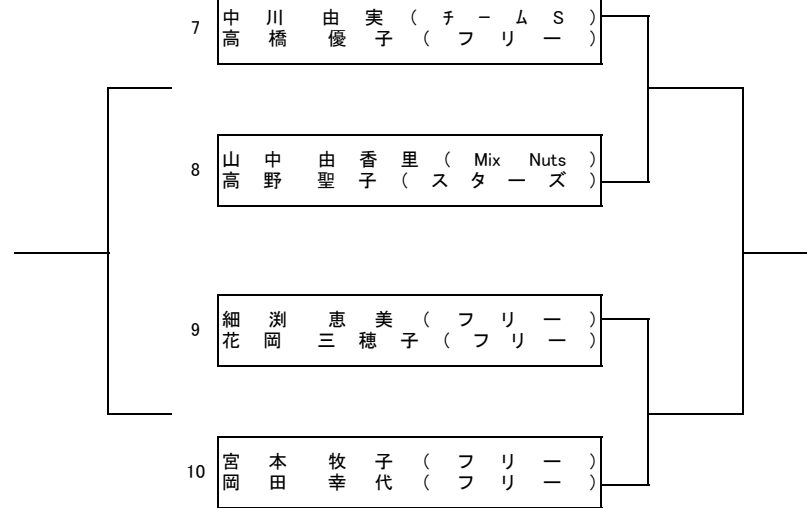 7
中川 由実(チームS)
高橋 優子(フリー)
8
山中 由香里(Mix Nuts)
高野聖子(スターズ)
9
細渕 恵美(フリー)
花岡三穂子(フリー)
10
宮本 牧子(フリー)
岡田幸代(フリー)